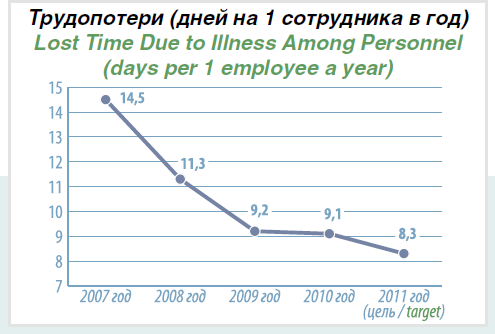 Трудопотери (дней на 1 сотрудника в год)
Lost Time Due to Illness Among Personnel
(days per 1 employee a year)
15
14,5
14
13
12
11,3
11
10
9,2
9,1
9
8,3
8
7
2007 год 2008 год 2009 год 2010 год 2011 год
(цель / target)